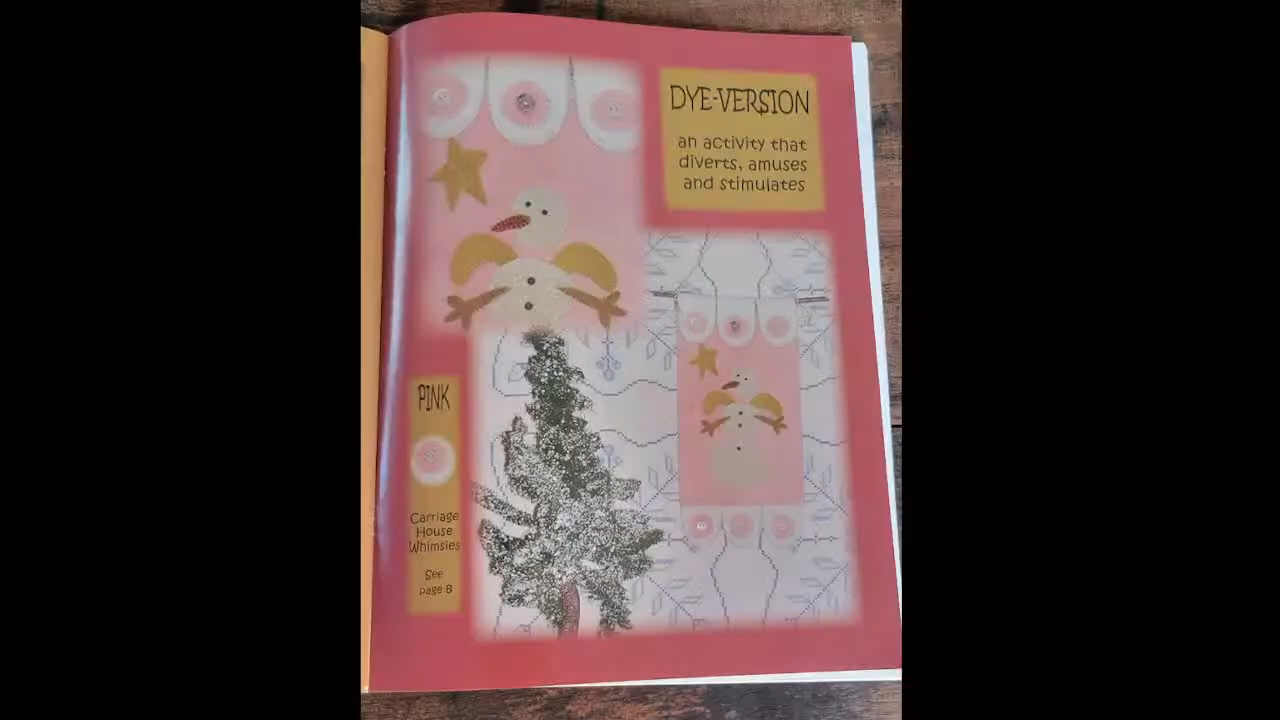 DYE-VERSION
an activity that
diverts, amuses
and stimulates
PINK
Carriage
House
Whimsies
See
page 8